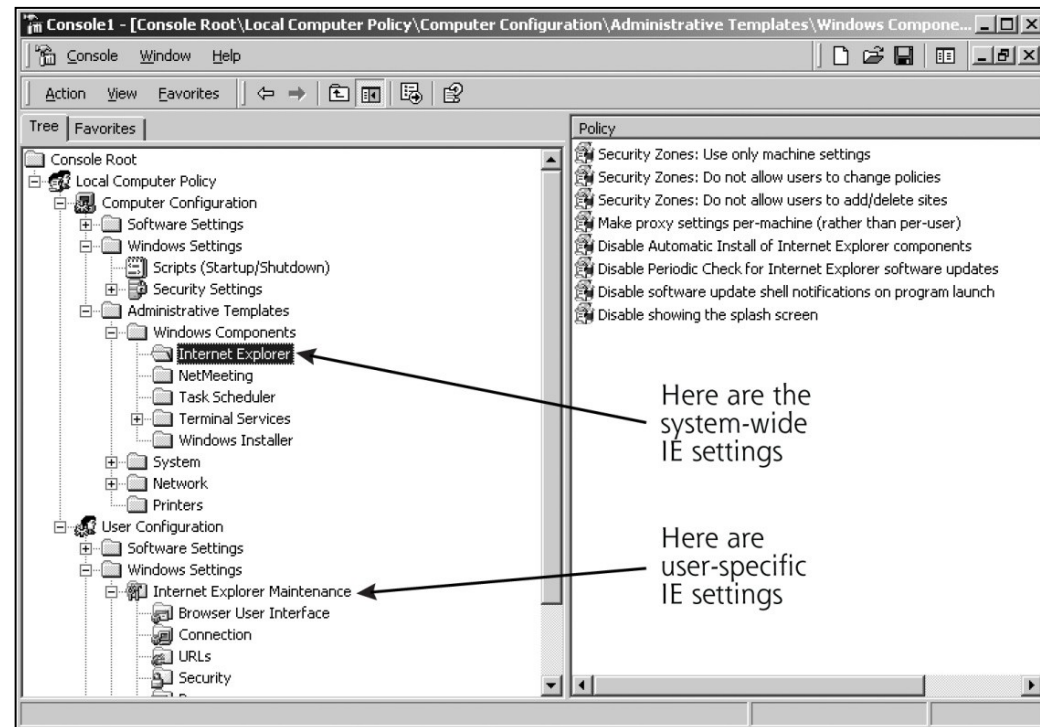 Console1 - [Console Root\Local Computer Policy\Computer Configuration\Administrative Templates\Windows Compone...
Console Window Help
Action View Favorites
Tree Favorites
Console Root
Local Computer Policy
Computer Configuration
Software Settings
Windows Settings
Scripts (Startup/Shutdown)
Security Settings
Administrative Templates
Windows Components
Internet Explorer
NetMeeting
Task Scheduler
Terminal Services
Windows Installer
System
Network
Printers
User Configuration
Software Settings
Windows Settings
Internet Explorer Maintenance
Browser User Interface
Connection
URLs
Security
Policy
Security Zones: Use only machine settings
Security Zones: Do not allow users to change policies
Security Zones: Do not allow users to add/delete sites
Make proxy settings per-machine (rather than per-user)
Disable Automatic Install of Internet Explorer components
Disable Periodic Check for Internet Explorer software updates
Disable software update shell notifications on program launch
Disable showing the splash screen
Here are the
system-wide
IE settings
Here are
user-specific
IE settings